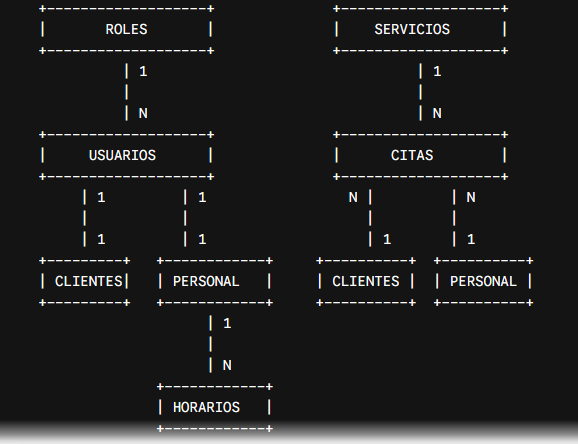 +-------------------+              +-------------------+
|       ROLES       |              |    SERVICIOS      |
+-------------------+              +-------------------+
          | 1                                | 1
          |                                  |
          | N                                | N
+-------------------+              +-------------------+
|     USUARIOS      |              |      CITAS        |
+-------------------+              +-------------------+
     | 1         | 1                 N |         | N
     |           |                     |         |
     | 1         | 1                   | 1       | 1
+---------+   +------------+     +----------+  +----------+
| CLIENTES|   | PERSONAL   |     | CLIENTES |  | PERSONAL |
+---------+   +------------+     +----------+  +----------+
                    | 1
                    |
                    | N
              +------------+
              | HORARIOS   |
              +------------+